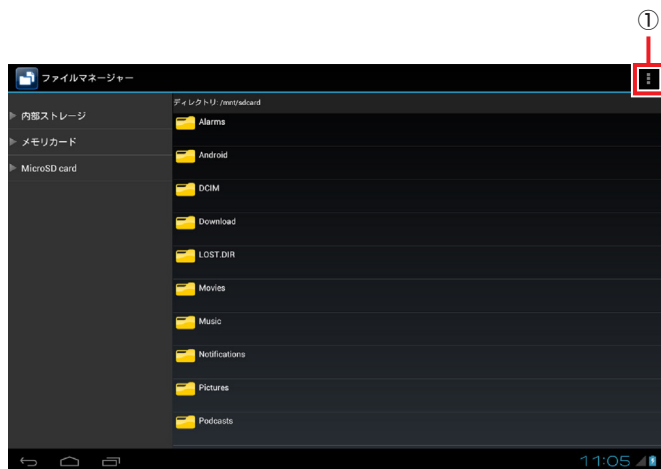 ①
ファイルマネージャー
ディレクトリ: /mnt/sdcard
内部ストレージ
メモリカード
MicroSD card
Alarms
Android
DCIM
Download
LOST.DIR
Movies
Music
Notifications
Pictures
Podcasts
11:05